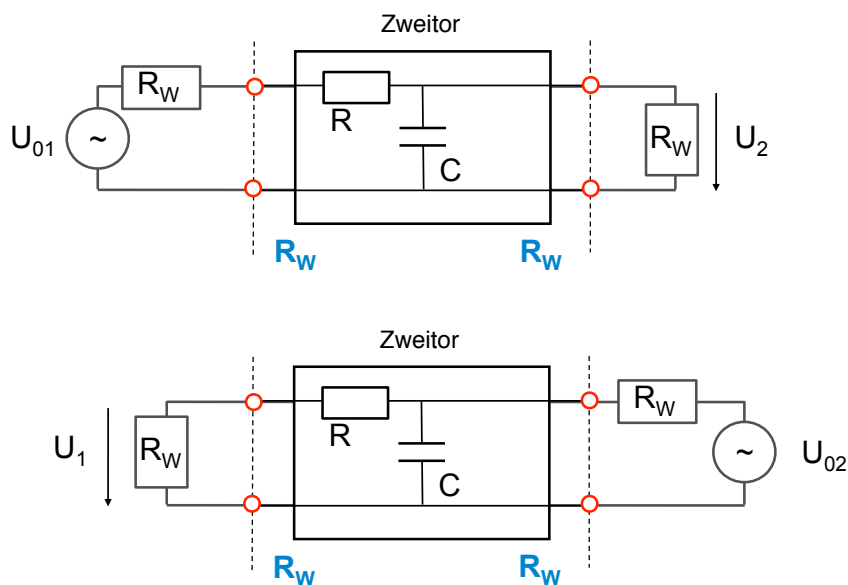 Zweitor
R_W
R
C
U_01
~
R_W
U_2
R_W
R_W
Zweitor
R_W
R
C
U_1
R_W
~
U_02
R_W
R_W